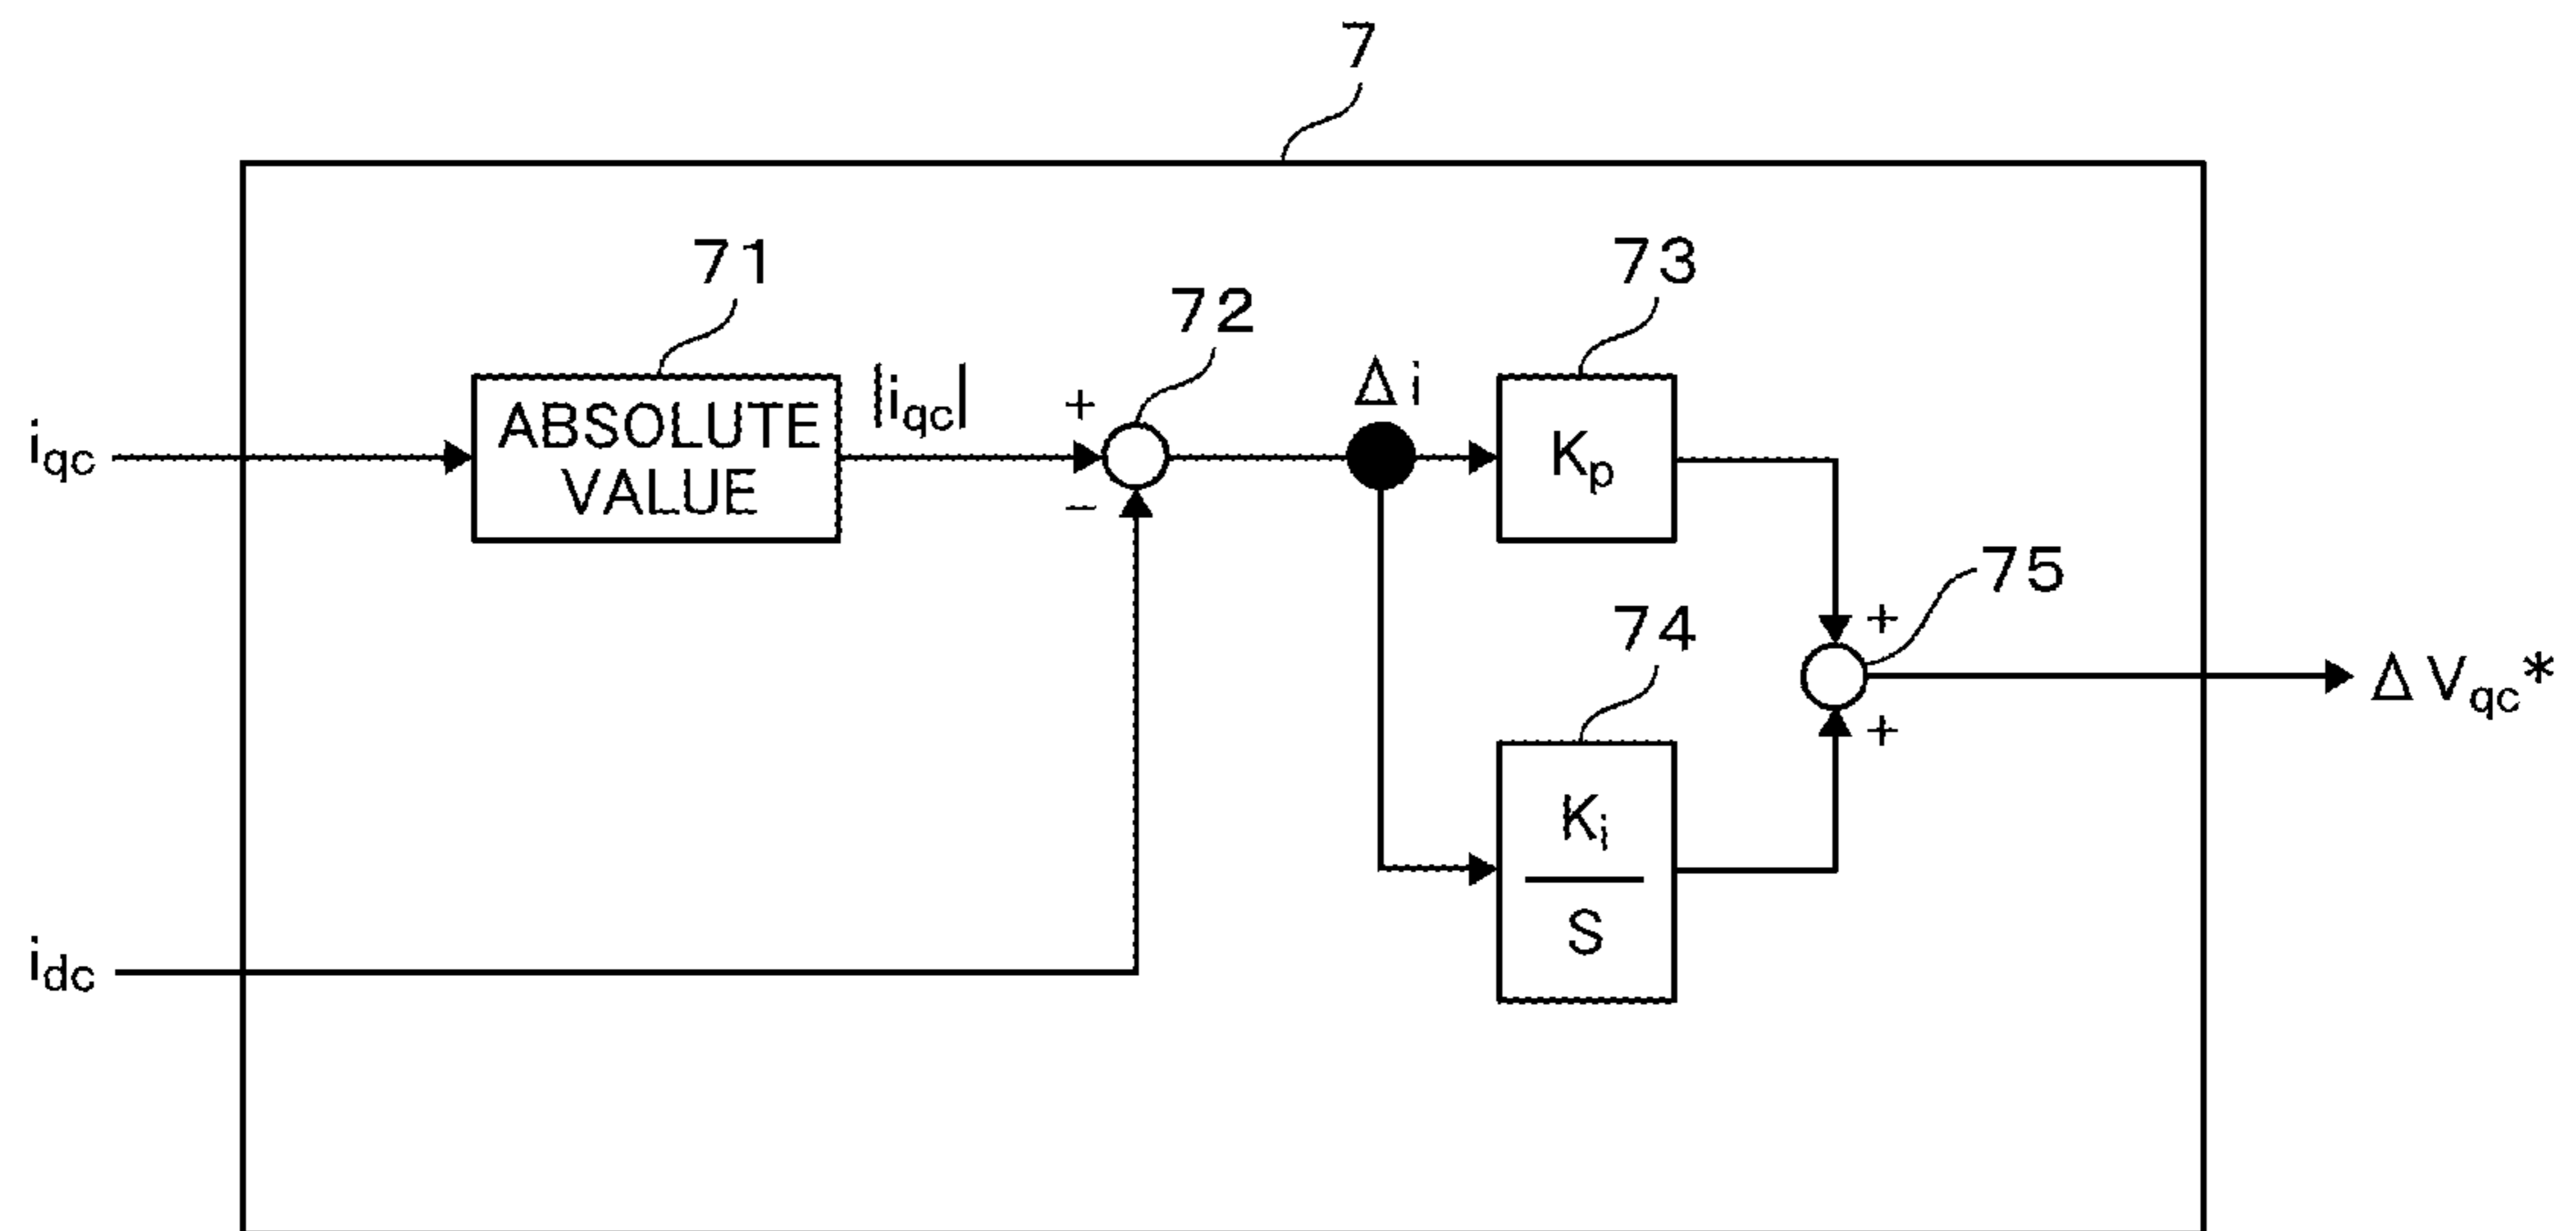 7
71
72
73
|iqc|
Δi
+
iqc
ABSOLUTE
VALUE
Kp
−
75
74
+
ΔVqc*
+
Ki
S
idc